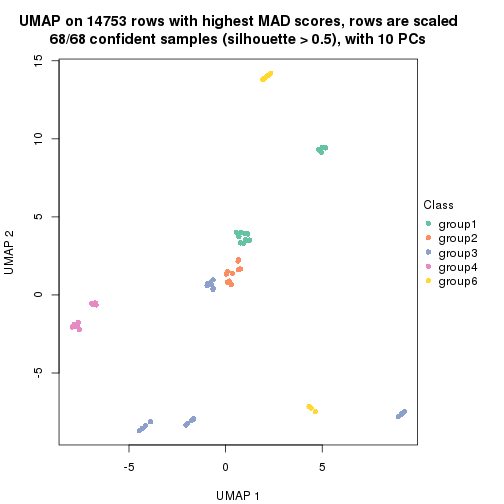 UMAP on 14753 rows with highest MAD scores, rows are scaled
68/68 confident samples (silhouette > 0.5), with 10 PCs
15
10
5
0
-5
UMAP 2
-5 0 5
UMAP 1
Class
group1
group2
group3
group4
group6